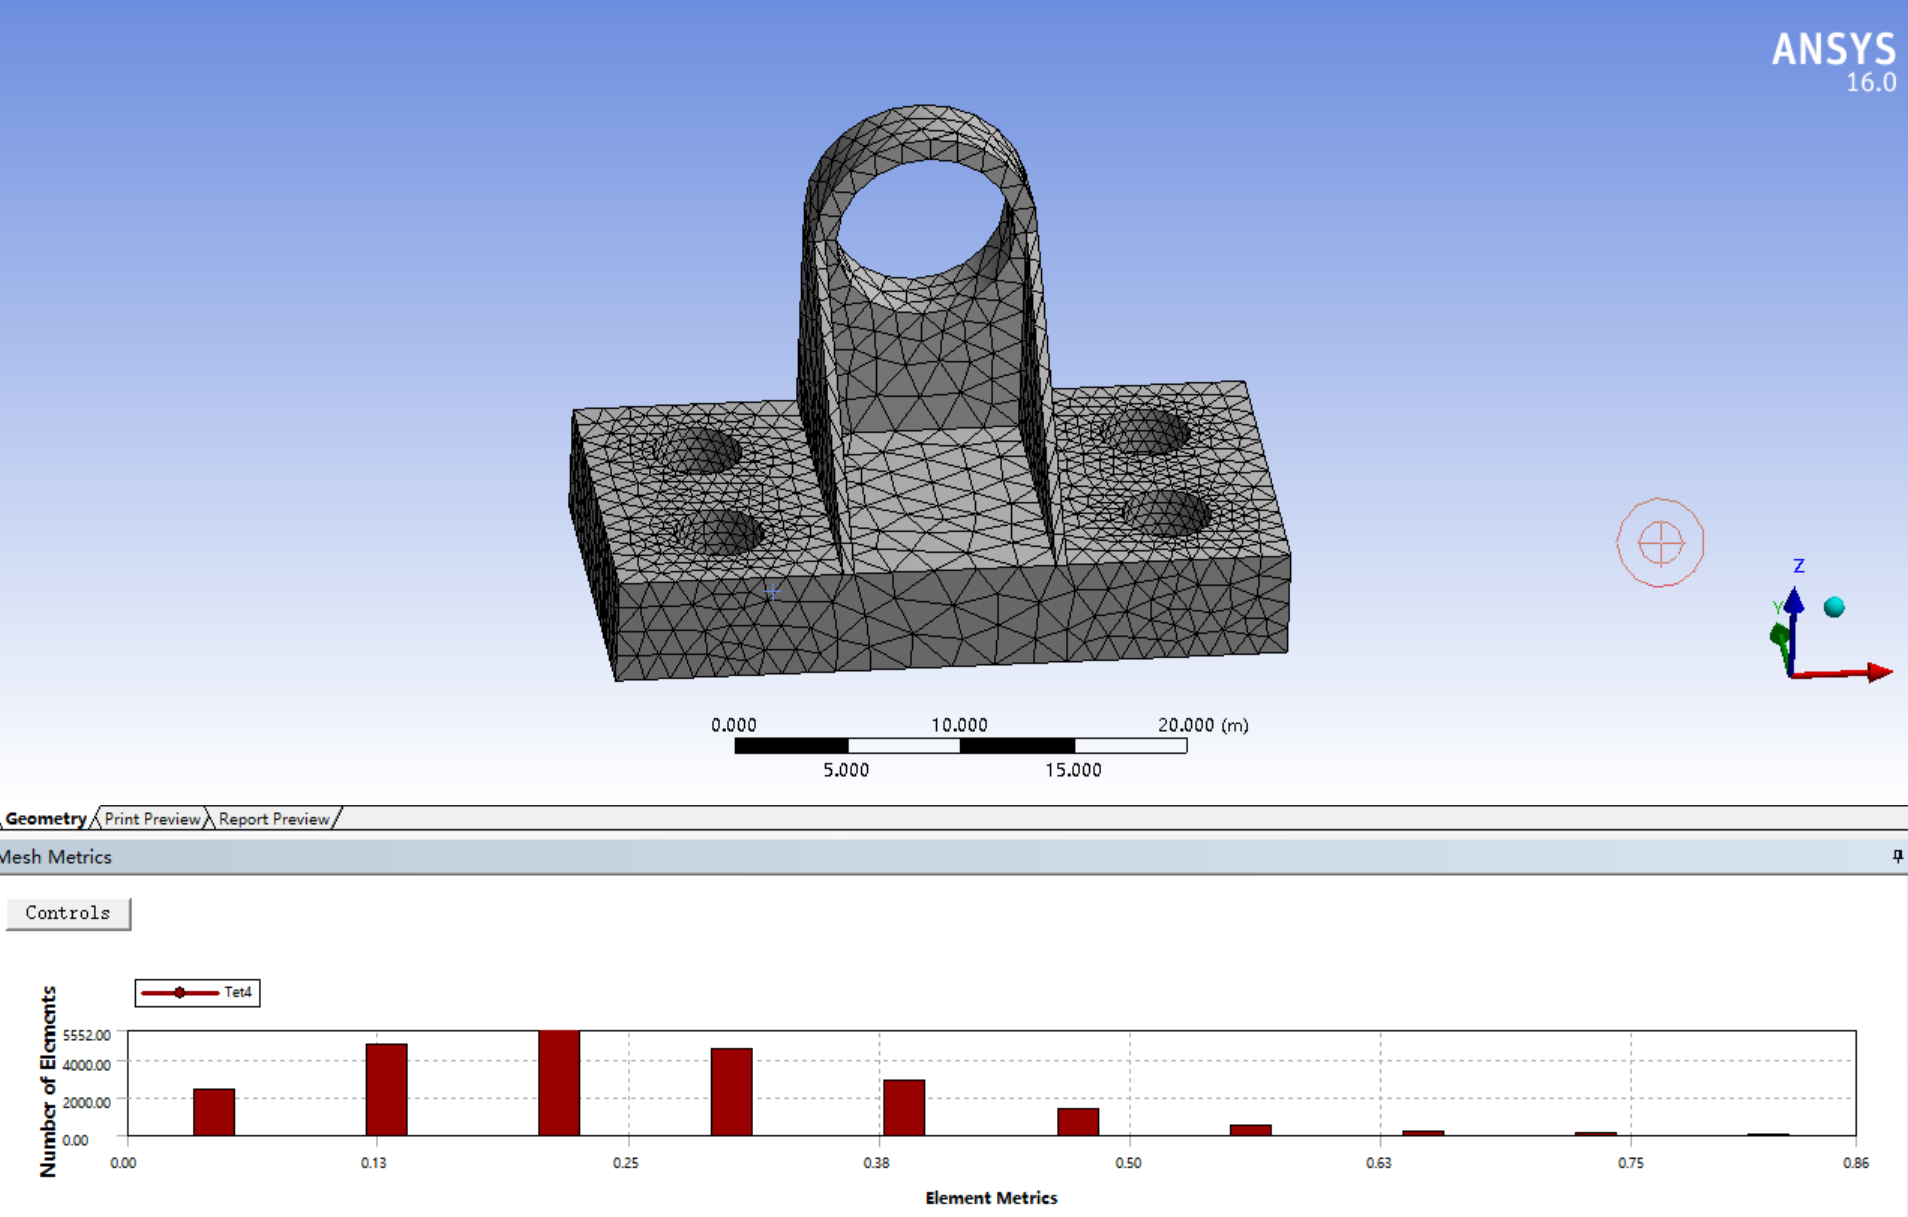 ANSYS
16.0
Z
Y
0.000 10.000 20.000 (m)
5.000 15.000
Geometry Print Preview Report Preview
Mesh Metrics
Controls
Tet4
Number of Elements
5552.00
4000.00
2000.00
0.00
0.00 0.13 0.25 0.38 0.50 0.63 0.75 0.86
Element Metrics